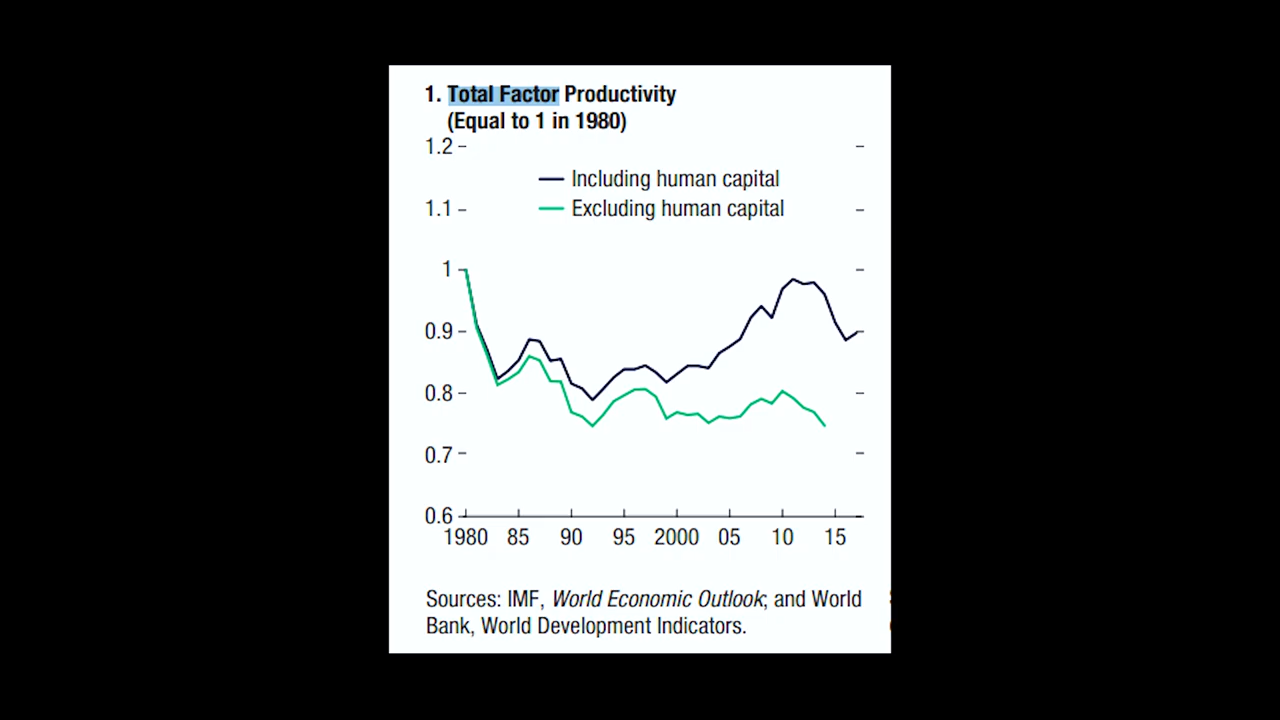 1. Total Factor Productivity
(Equal to 1 in 1980)
1.2
Including human capital
Excluding human capital
1.1
1
0.9
0.8
0.7
0.6
1980 85 90 95 2000 05 10 15
Sources: IMF, World Economic Outlook; and World
Bank, World Development Indicators.